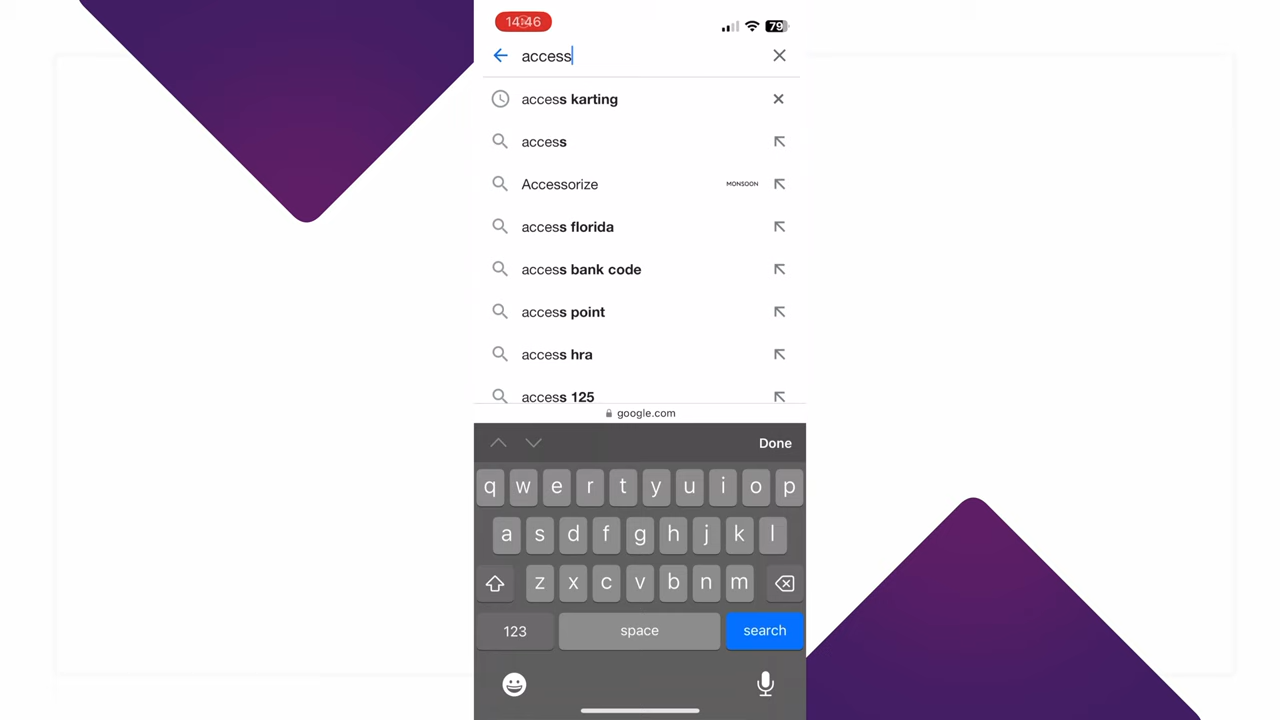 14:46
79
access
access karting
access
Accessorize MONSOON
access florida
access bank code
access point
access hra
access 125
google.com
Done
q w e r t y u i o p
a s d f g h j k l
z x c v b n m
123 space search